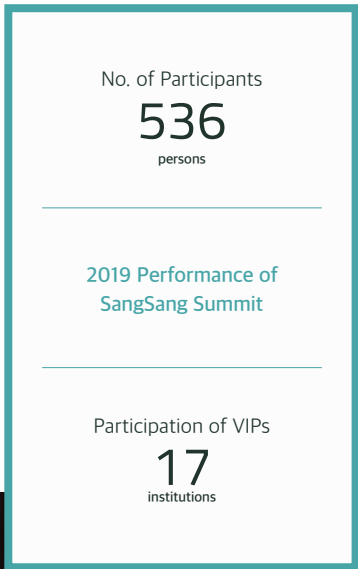 No. of Participants
536
persons
2019 Performance of
SangSang Summit
Participation of VIPs
17
institutions